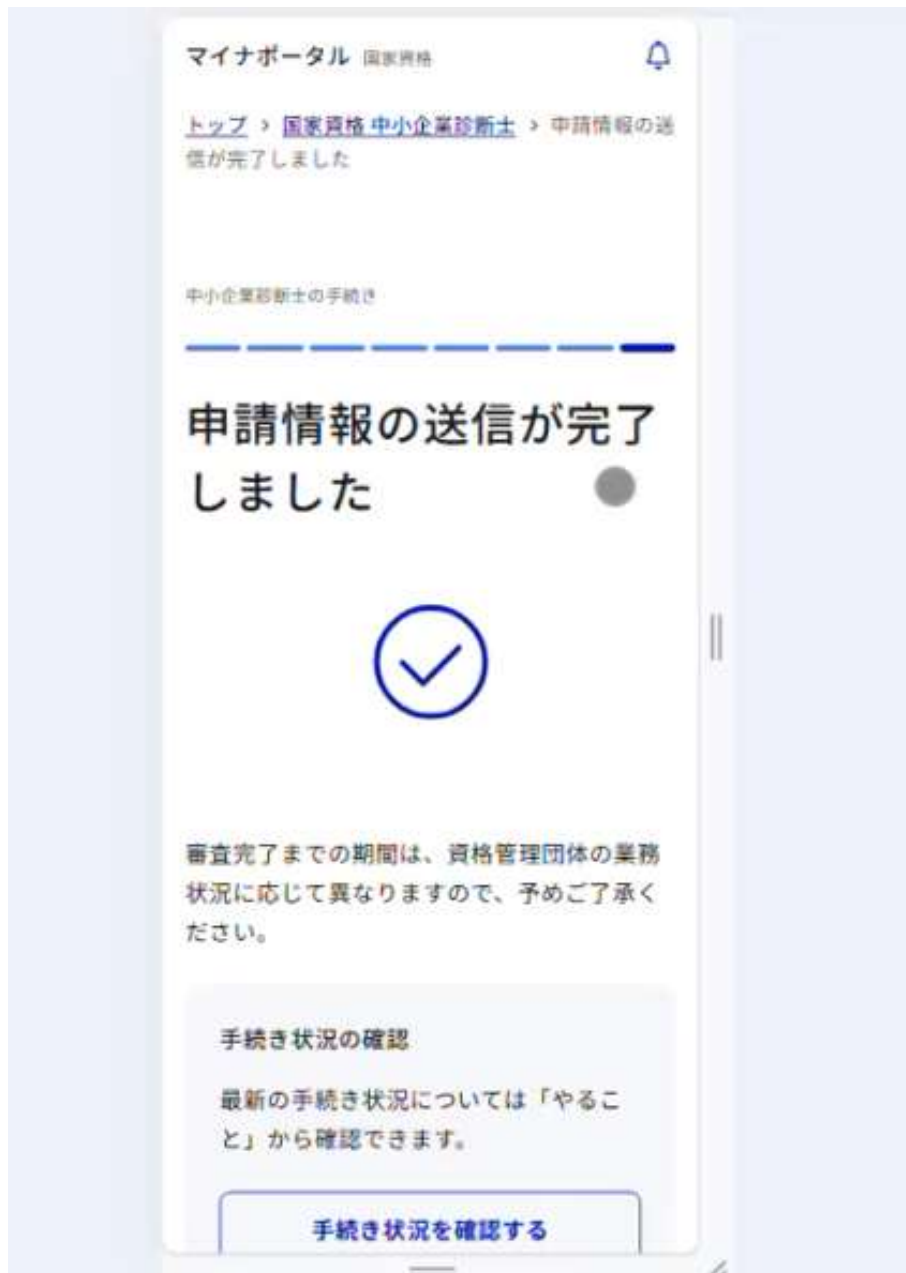 マイナポータル 国家資格
トップ > 国家資格 中小企業診断士 > 申請情報の送
信が完了しました
中小企業診断士の手続き
申請情報の送信が完了
しました
審査完了までの期間は、資格管理団体の業務
状況に応じて異なりますので、予めご了承く
ださい。
手続き状況の確認
最新の手続き状況については「やるこ
と」から確認できます。
手続き状況を確認する